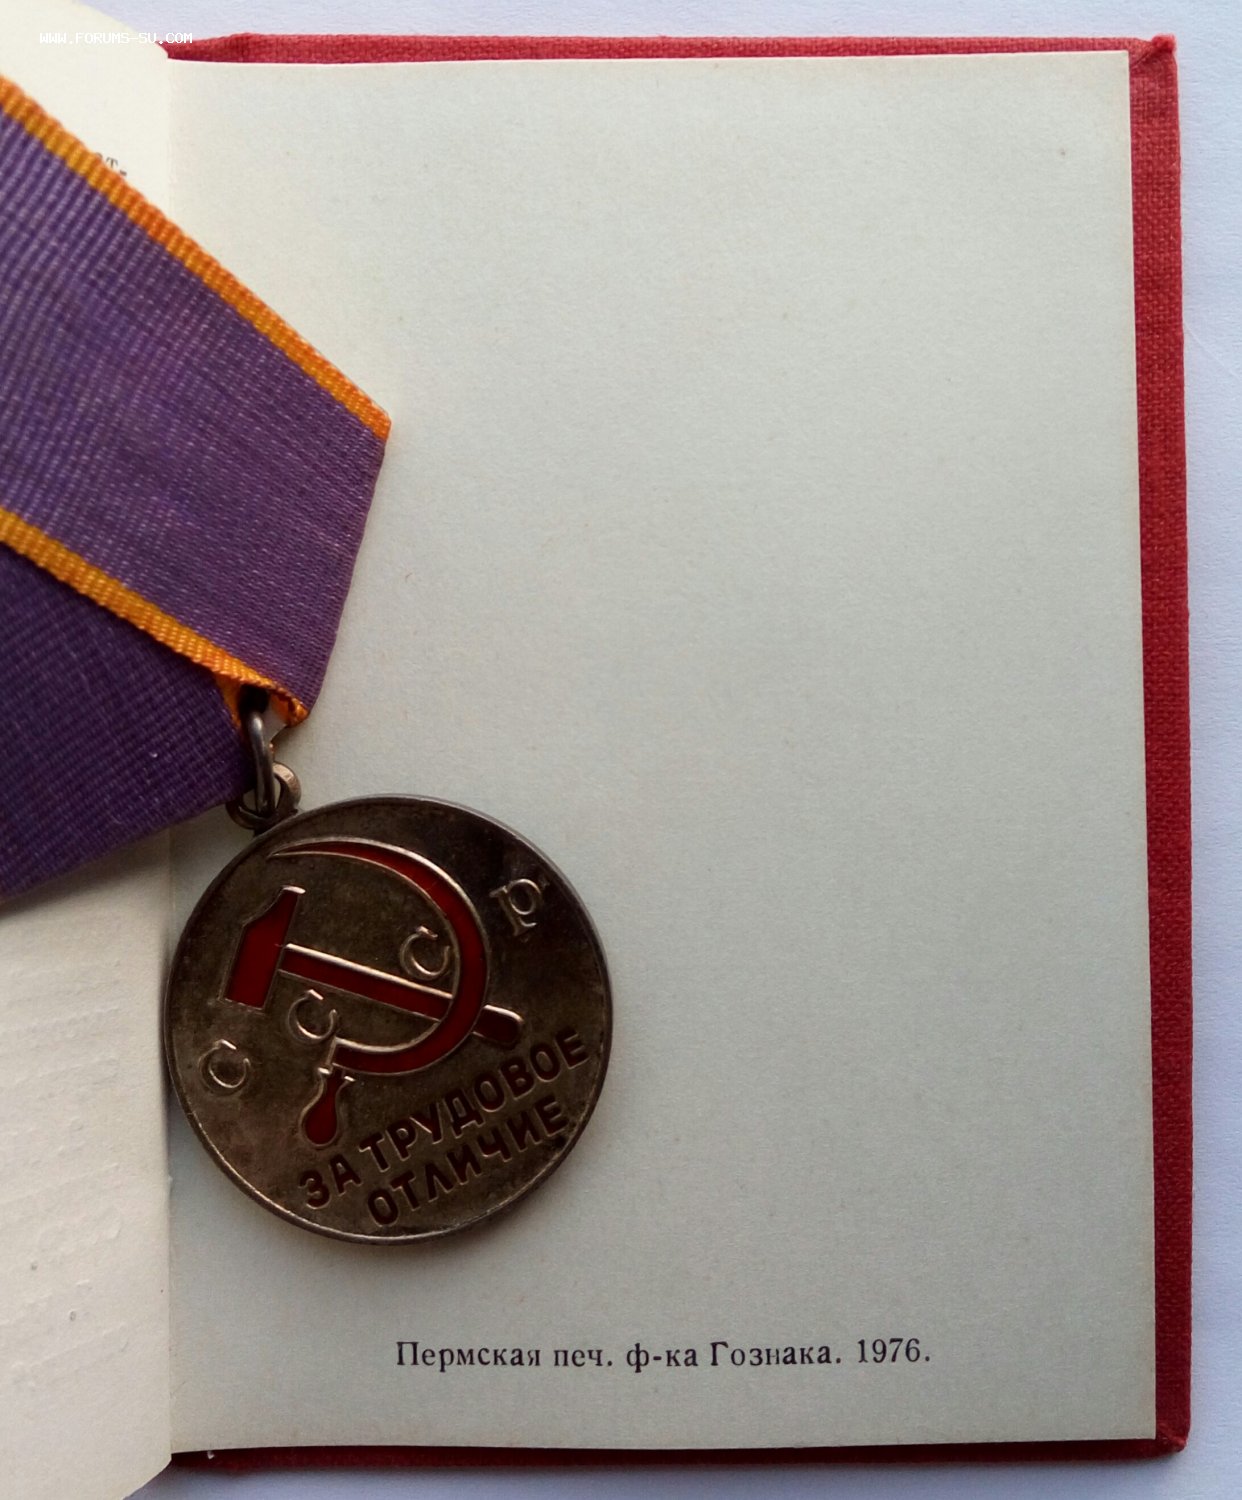 WWW.FORUMS-SU.COM
СССР
ЗА ТРУДОВОЕ
ОТЛИЧИЕ
Пермская печ. ф-ка Гознака. 1976.